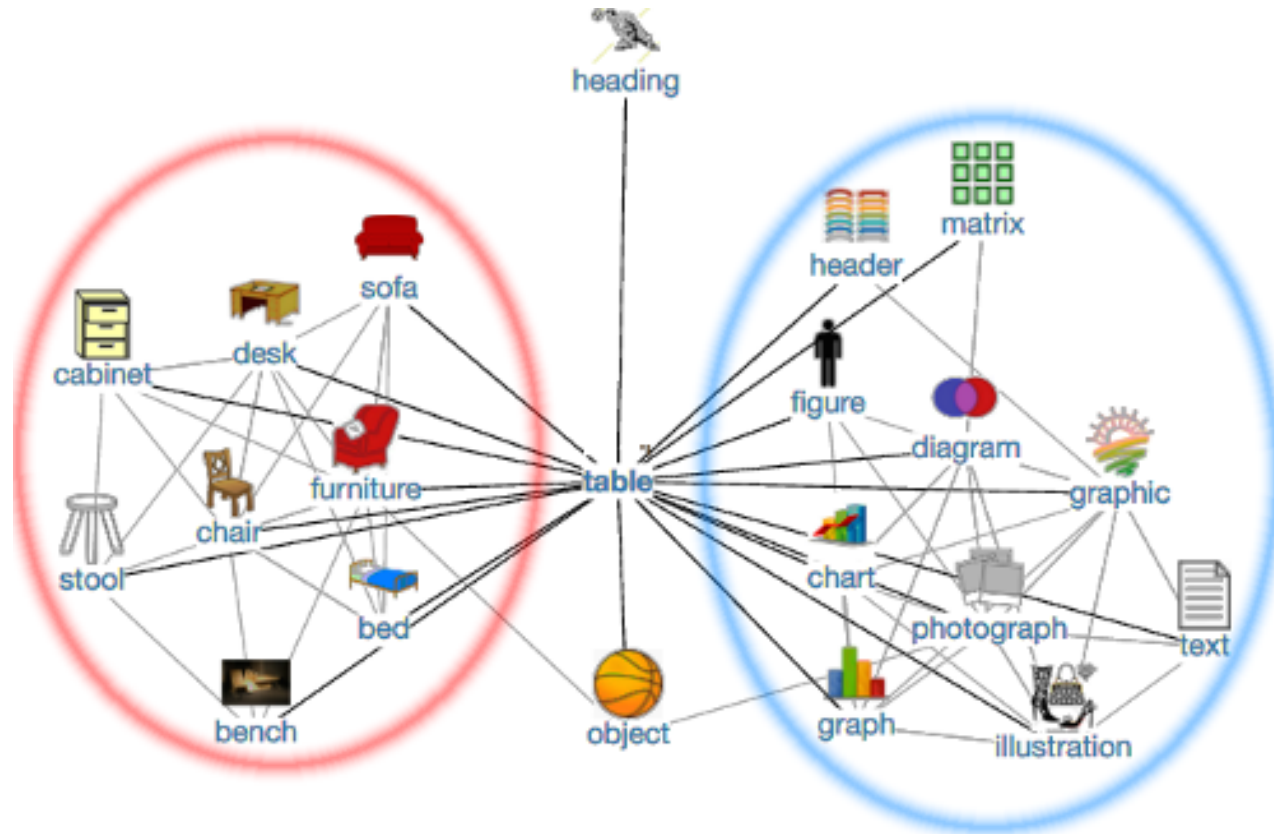 heading
matrix
header
sofa
desk
cabinet
figure
diagram
furniture
table
graphic
chair
stool
chart
bed
photograph
text
bench
object
graph
illustration